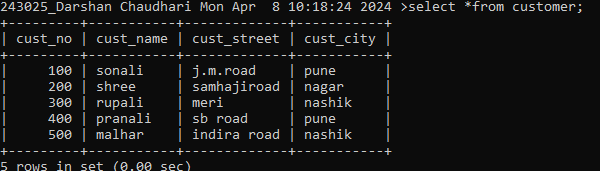 243025_Darshan Chaudhari Mon Apr  8 10:18:24 2024 >select *from customer;
+---------+-----------+-------------+-----------+
| cust_no | cust_name | cust_street | cust_city |
+---------+-----------+-------------+-----------+
|     100 | sonali    | j.m.road    | pune      |
|     200 | shree     | samhajiroad | nagar     |
|     300 | rupali    | meri        | nashik    |
|     400 | pranali   | sb road     | pune      |
|     500 | malhar    | indira road | nashik    |
+---------+-----------+-------------+-----------+
5 rows in set (0.00 sec)